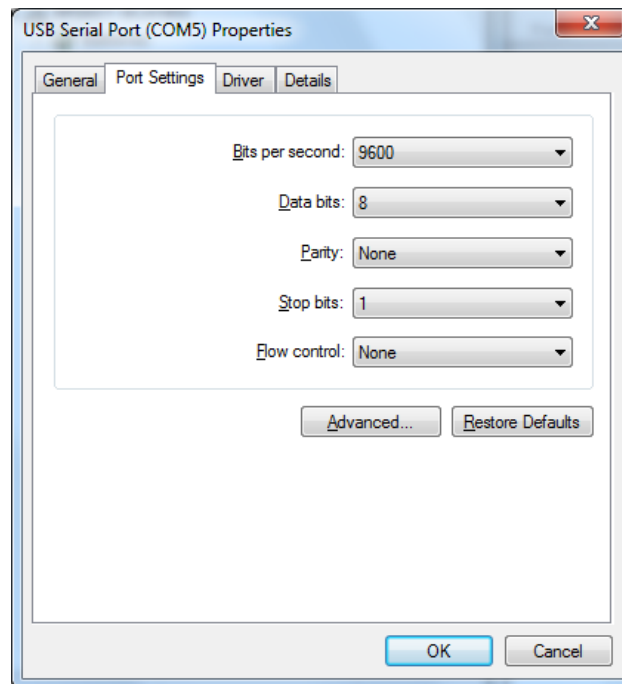 USB Serial Port (COM5) Properties
General Port Settings Driver Details
Bits per second: 9600
Data bits: 8
Parity: None
Stop bits: 1
Flow control: None
Advanced... Restore Defaults
OK Cancel